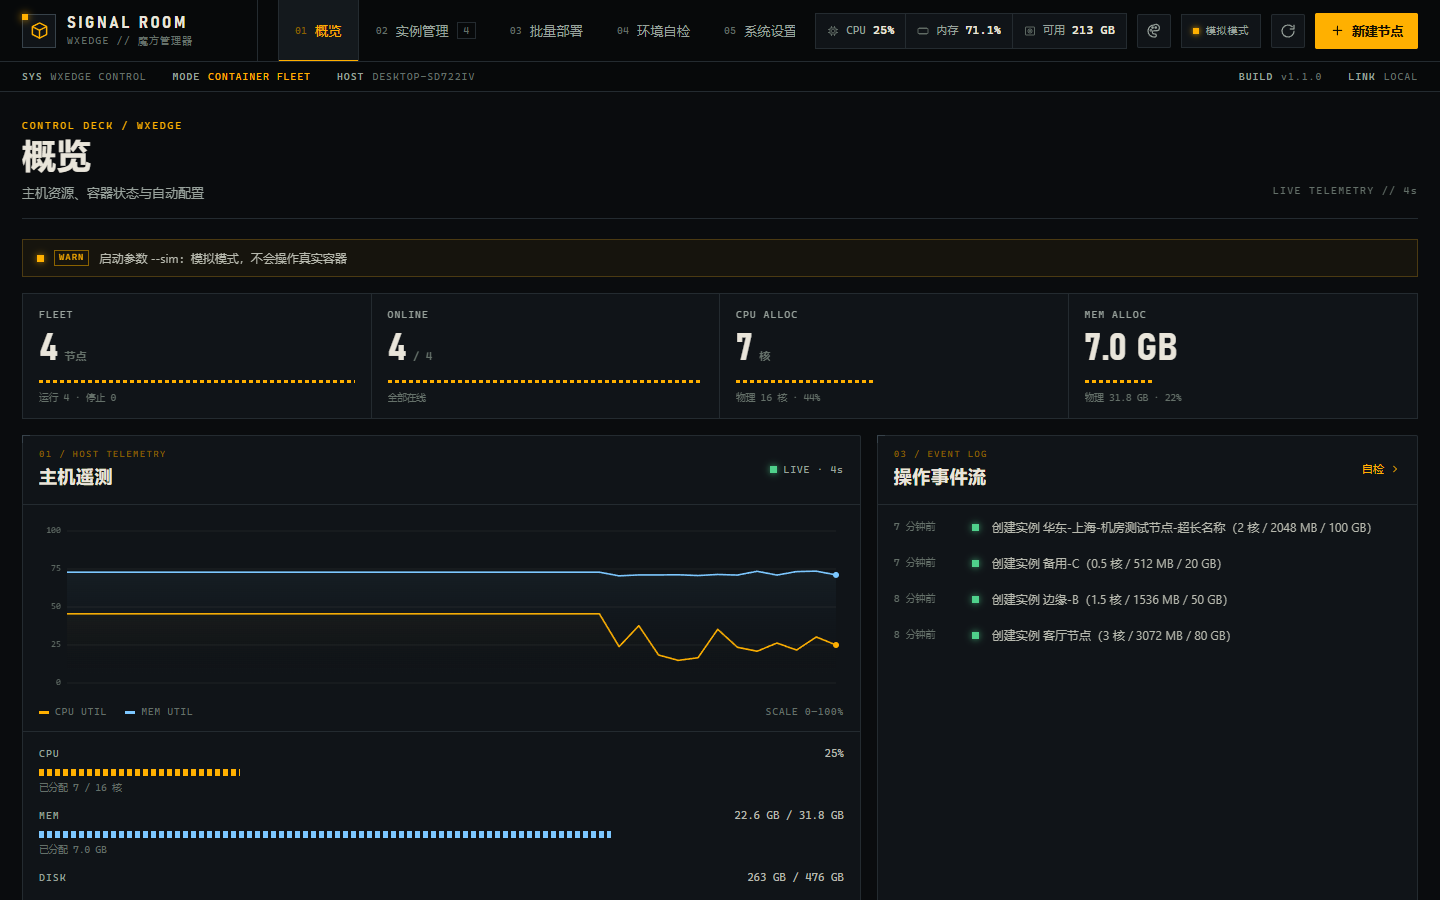 SIGNAL ROOM
WXEDGE // 魔方管理器
01 概览
02 实例管理 4
03 批量部署
04 环境自检
05 系统设置
CPU 25%
内存 71.1%
可用 213 GB
模拟模式
新建节点
SYS WXEDGE CONTROL
MODE CONTAINER FLEET
HOST DESKTOP-SD722IV
BUILD v1.1.0
LINK LOCAL
CONTROL DECK / WXEDGE
概览
主机资源、容器状态与自动配置
LIVE TELEMETRY // 4s
WARN 启动参数 --sim：模拟模式，不会操作真实容器
FLEET
4 节点
运行 4 · 停止 0
ONLINE
4 / 4
全部在线
CPU ALLOC
7 核
物理 16 核 · 44%
MEM ALLOC
7.0 GB
物理 31.8 GB · 22%
01 / HOST TELEMETRY
主机遥测
LIVE · 4s
100
75
50
25
0
CPU UTIL
MEM UTIL
SCALE 0–100%
CPU 25%
已分配 7 / 16 核
MEM 22.6 GB / 31.8 GB
已分配 7.0 GB
DISK 263 GB / 476 GB
03 / EVENT LOG
操作事件流
自检
7 分钟前 创建实例 华东-上海-机房测试节点-超长名称（2 核 / 2048 MB / 100 GB）
7 分钟前 创建实例 备用-C（0.5 核 / 512 MB / 20 GB）
8 分钟前 创建实例 边缘-B（1.5 核 / 1536 MB / 50 GB）
8 分钟前 创建实例 客厅节点（3 核 / 3072 MB / 80 GB）